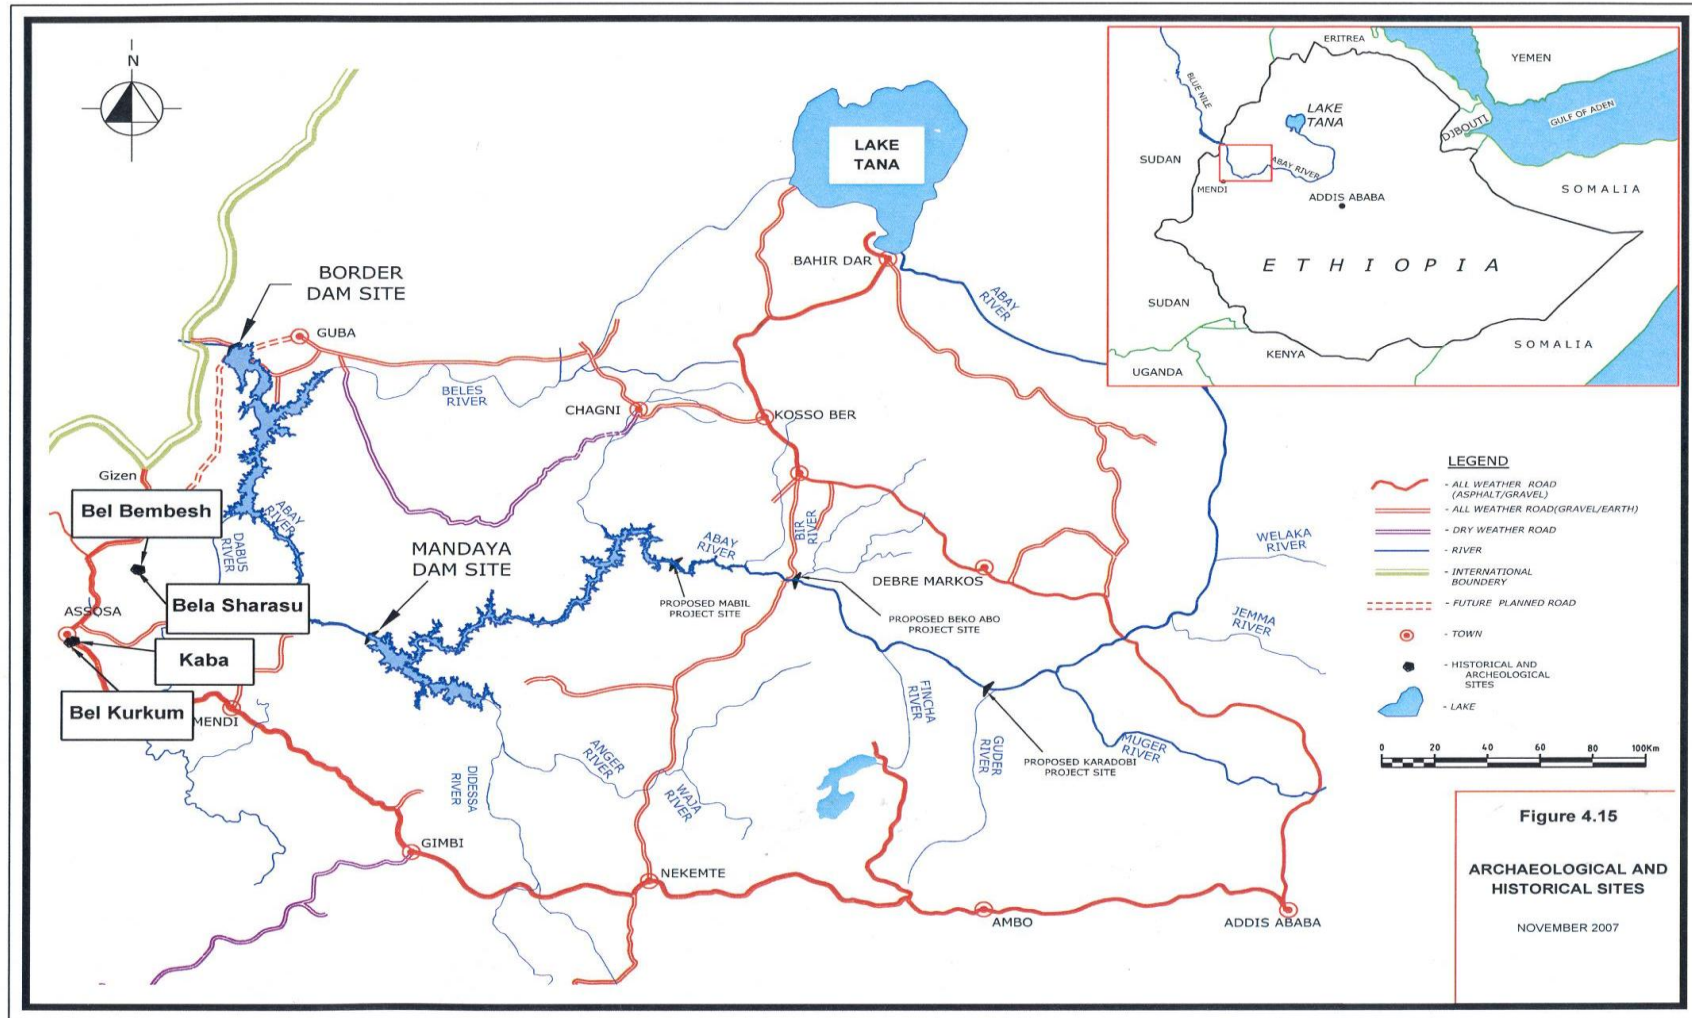 N
LAKE
TANA
BORDER
DAM SITE
GUBA
BAHIR DAR
ABAY
RIVER
BELES
RIVER
CHAGNI
KOSSO BER
Gizen
Bel Bembesh
ABAY
RIVER
DABUS
RIVER
MANDAYA
DAM SITE
ABAY
RIVER
BIR
RIVER
DEBRE MARKOS
WELAKA
RIVER
ASSOSA
Bela Sharasu
PROPOSED MABIL
PROJECT SITE
PROPOSED BEKO ABO
PROJECT SITE
JEMMA
RIVER
Kaba
Bel Kurkum
MENDI
FINCHA
RIVER
ANGER
RIVER
DIDESSA
RIVER
WAJA
RIVER
GUDER
RIVER
MUGER
RIVER
PROPOSED KARADOBI
PROJECT SITE
GIMBI
NEKEMTE
AMBO
ADDIS ABABA
ERITREA
YEMEN
BLUE NILE
LAKE
TANA
GULF OF ADEN
DJBOUTI
SUDAN
ABAY RIVER
MENDI
ADDIS ABABA
SOMALIA
ETHIOPIA
SUDAN
SOMALIA
KENYA
UGANDA
LEGEND
- ALL WEATHER ROAD
(ASPHALT/GRAVEL)
- ALL WEATHER ROAD(GRAVEL/EARTH)
- DRY WEATHER ROAD
- RIVER
- INTERNATIONAL
BOUNDARY
- FUTURE PLANNED ROAD
- TOWN
- HISTORICAL AND
ARCHEOLOGICAL
SITES
- LAKE
0 20 40 60 80 100Km
Figure 4.15
ARCHAEOLOGICAL AND
HISTORICAL SITES
NOVEMBER 2007